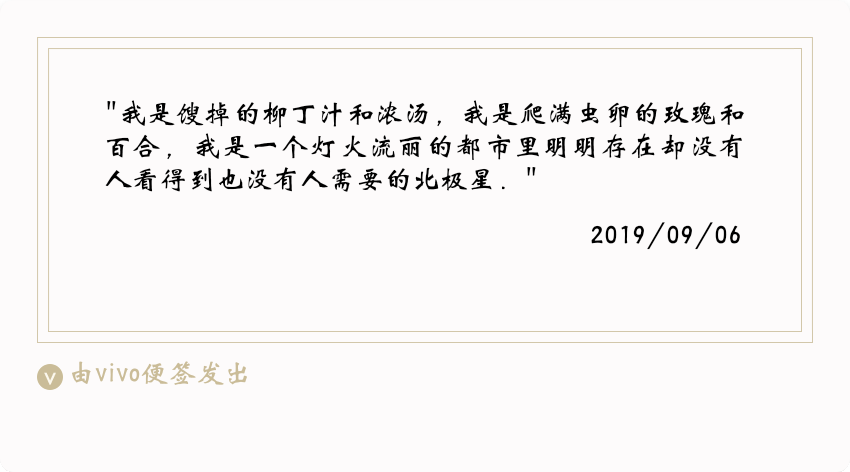 "我是馊掉的柳丁汁和浓汤，我是爬满虫卵的玫瑰和
百合，我是一个灯火流丽的都市里明明存在却没有
人看得到也没有人需要的北极星．"
2019/09/06
v 由vivo便签发出